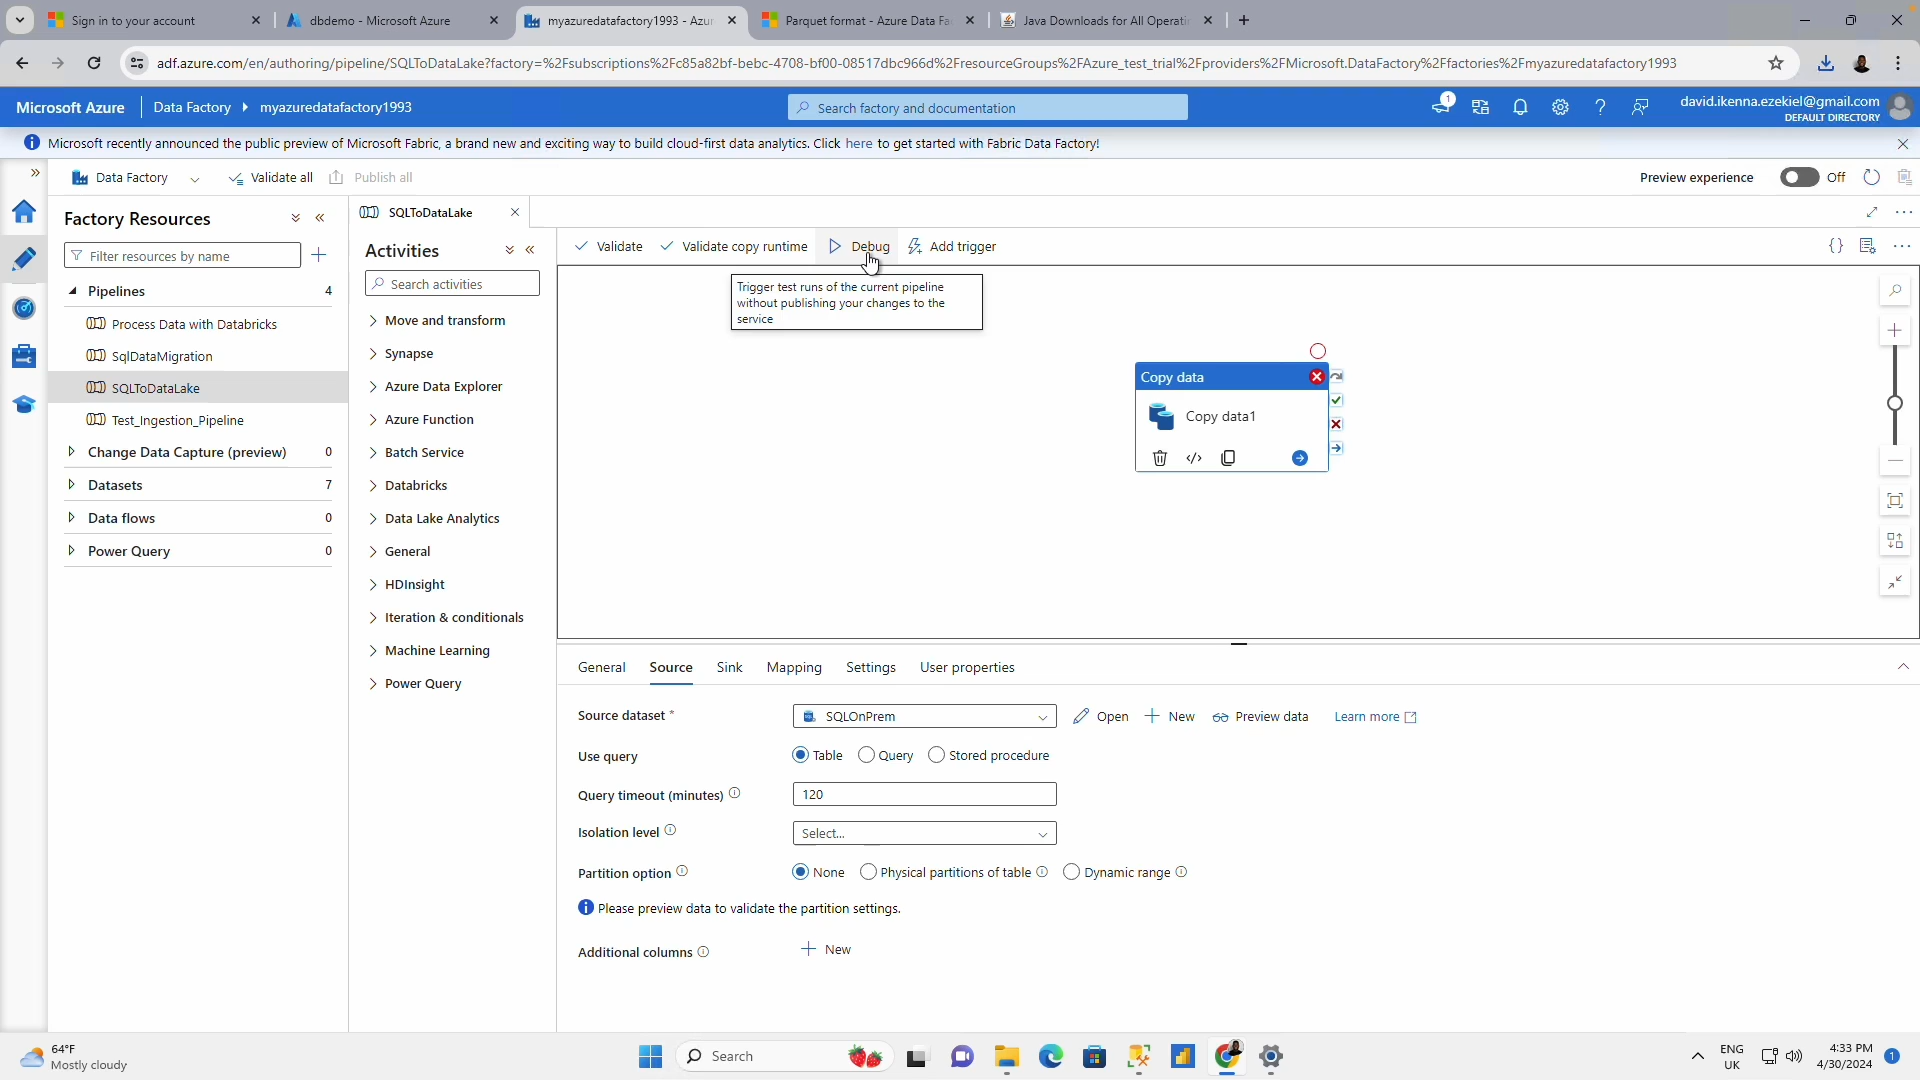 Sign in to your account
dbdemo - Microsoft Azure
myazuredatafactory1993 - Azur
Parquet format - Azure Data Fa
Java Downloads for All Operati
adf.azure.com/en/authoring/pipeline/SQLToDataLake?factory=%2Fsubscriptions%2Fc85a82bf-bebc-4708-bf00-08517dbc966d%2FresourceGroups%2FAzure_test_trial%2Fproviders%2FMicrosoft.DataFactory%2Ffactories%2Fmyazuredatafactory1993
Microsoft Azure
Data Factory
myazuredatafactory1993
Search factory and documentation
1
david.ikenna.ezekiel@gmail.com
DEFAULT DIRECTORY
Microsoft recently announced the public preview of Microsoft Fabric, a brand new and exciting way to build cloud-first data analytics. Click here to get started with Fabric Data Factory!
Data Factory
Validate all
Publish all
Preview experience
Off
Factory Resources
Filter resources by name
Pipelines 4
Process Data with Databricks
SqlDataMigration
SQLToDataLake
Test_Ingestion_Pipeline
Change Data Capture (preview) 0
Datasets 7
Data flows 0
Power Query 0
SQLToDataLake
Activities
Search activities
Move and transform
Synapse
Azure Data Explorer
Azure Function
Batch Service
Databricks
Data Lake Analytics
General
HDInsight
Iteration & conditionals
Machine Learning
Power Query
Validate
Validate copy runtime
Debug
Add trigger
Trigger test runs of the current pipeline
without publishing your changes to the
service
Copy data
Copy data1
General
Source
Sink
Mapping
Settings
User properties
Source dataset *
SQLOnPrem
Open
New
Preview data
Learn more
Use query
Table
Query
Stored procedure
Query timeout (minutes)
120
Isolation level
Select...
Partition option
None
Physical partitions of table
Dynamic range
Please preview data to validate the partition settings.
Additional columns
New
64°F
Mostly cloudy
Search
ENG
UK
4:33 PM
4/30/2024
1